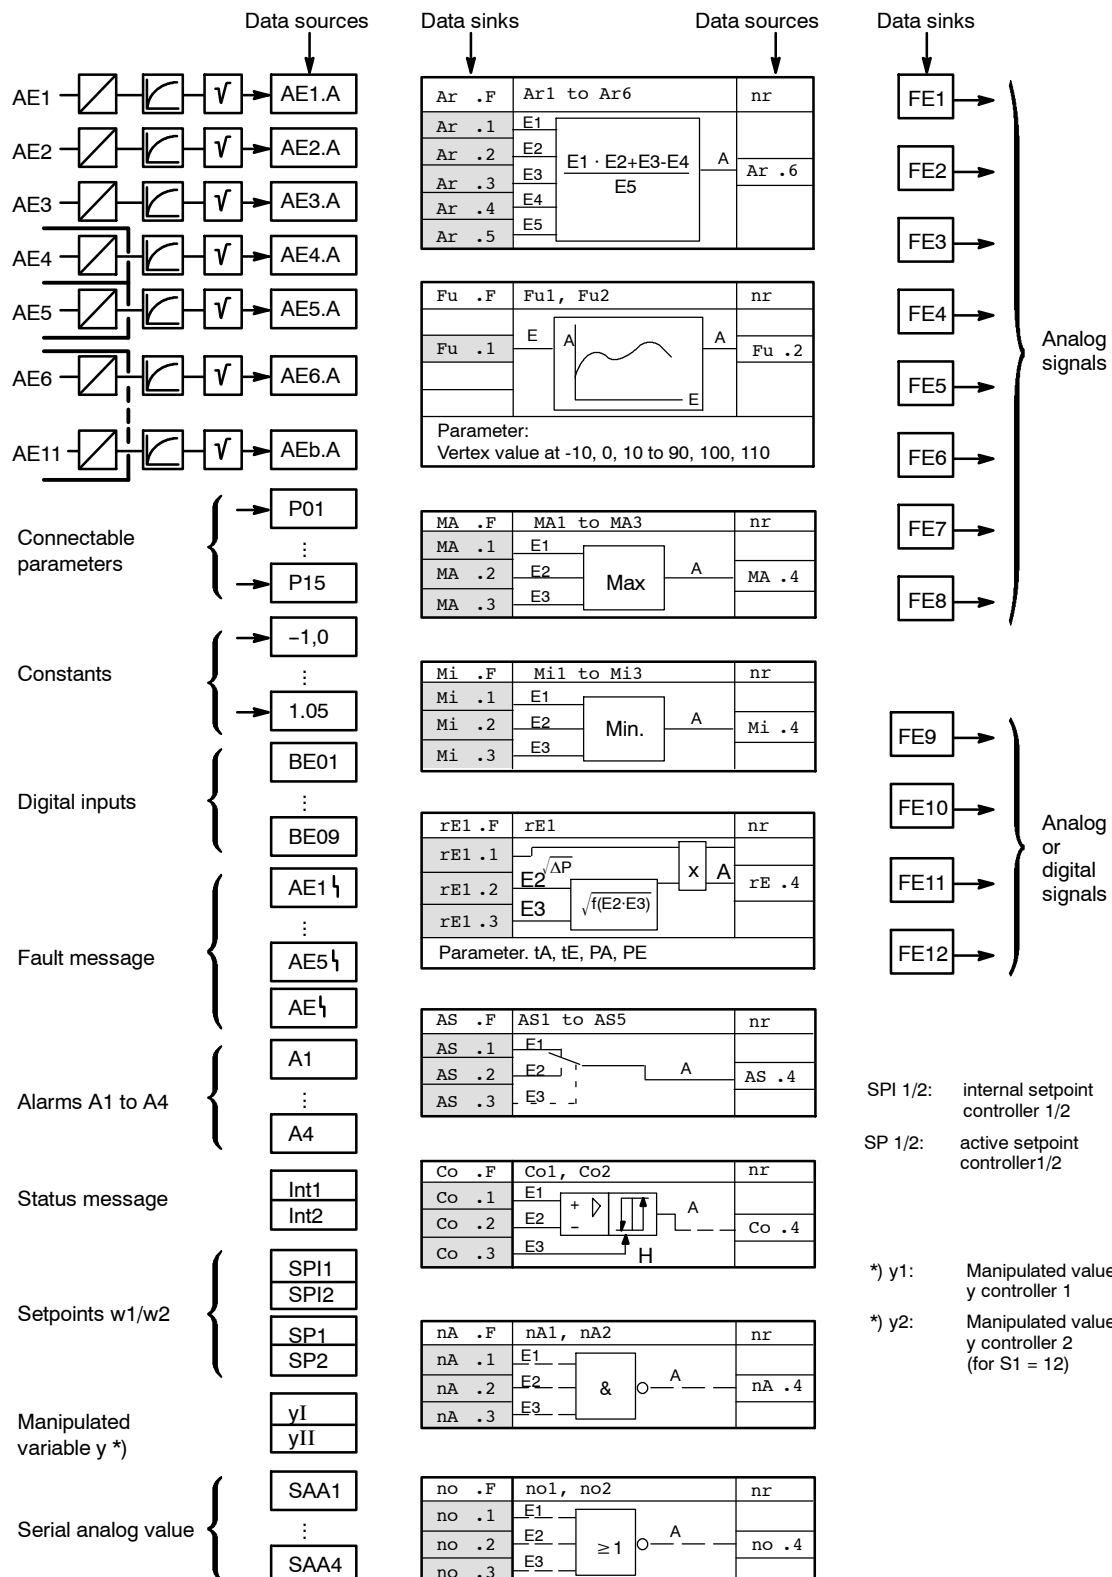 Data sources
Data sinks
Data sources
Data sinks
AE1 √ AE1.A
AE2 √ AE2.A
AE3 √ AE3.A
AE4 √ AE4.A
AE5 √ AE5.A
AE6 √ AE6.A
AE11 √ AEb.A
Connectable
parameters
P01
⋮
P15
Constants
−1,0
⋮
1.05
Digital inputs
BE01
⋮
BE09
Fault message
AE1
⋮
AE5
AE
Alarms A1 to A4
A1
⋮
A4
Status message
Int1
Int2
Setpoints w1/w2
SPI1
SPI2
SP1
SP2
Manipulated
variable y *)
yI
yII
Serial analog value
SAA1
⋮
SAA4
Ar .F Ar1 to Ar6 nr
Ar .1 E1
Ar .2 E2
Ar .3 E3
Ar .4 E4
Ar .5 E5
E1 · E2+E3-E4
E5
A Ar .6
Fu .F Fu1, Fu2 nr
Fu .1 E A E A Fu .2
Parameter:
Vertex value at -10, 0, 10 to 90, 100, 110
MA .F MA1 to MA3 nr
MA .1 E1
MA .2 E2 Max A MA .4
MA .3 E3
Mi .F Mi1 to Mi3 nr
Mi .1 E1
Mi .2 E2 Min. A Mi .4
Mi .3 E3
rE1 .F rE1 nr
rE1 .1
rE1 .2 E2 √ΔP x A rE .4
rE1 .3 E3 √f(E2·E3)
Parameter. tA, tE, PA, PE
AS .F AS1 to AS5 nr
AS .1 E1
AS .2 E2 A AS .4
AS .3 E3
Co .F Co1, Co2 nr
Co .1 E1 +
Co .2 E2 − A Co .4
Co .3 E3 H
nA .F nA1, nA2 nr
nA .1 E1
nA .2 E2 & A nA .4
nA .3 E3
no .F no1, no2 nr
no .1 E1
no .2 E2 ≥1 A no .4
no .3 E3
FE1
FE2
FE3
FE4
FE5
FE6
FE7
FE8
Analog
signals
FE9
FE10
FE11
FE12
Analog
or
digital
signals
SPI 1/2: internal setpoint
controller 1/2
SP 1/2: active setpoint
controller1/2
*) y1: Manipulated value
y controller 1
*) y2: Manipulated value
y controller 2
(for S1 = 12)